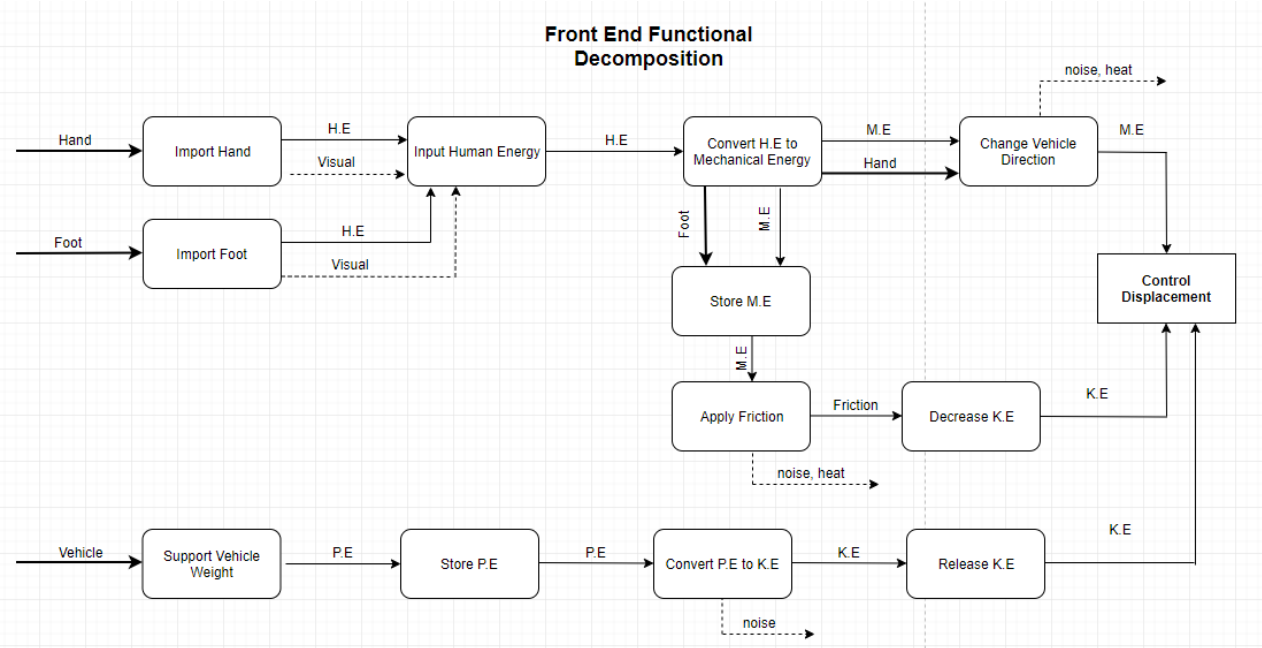 Front End Functional
Decomposition
noise, heat
Hand
Import Hand
H.E
Visual
Input Human Energy
H.E
Convert H.E to
Mechanical Energy
M.E
Hand
Change Vehicle
Direction
M.E
Foot
Import Foot
H.E
Visual
Foot
M.E
Store M.E
Control
Displacement
M.E
Apply Friction
Friction
Decrease K.E
K.E
noise, heat
Vehicle
Support Vehicle
Weight
P.E
Store P.E
P.E
Convert P.E to K.E
K.E
Release K.E
K.E
noise